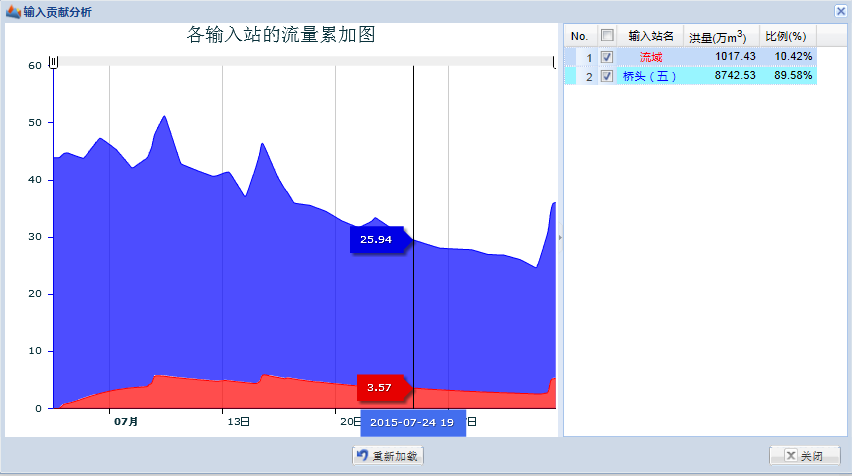 输入贡献分析
各输入站的流量累加图
60
50
40
30
20
10
0
25.94
3.57
07月
13日
20日
2015-07-24 19
No. 输入站名 洪量(万m3) 比例(%)
1 流域 1017.43 10.42%
2 桥头（五） 8742.53 89.58%
重新加载
关闭